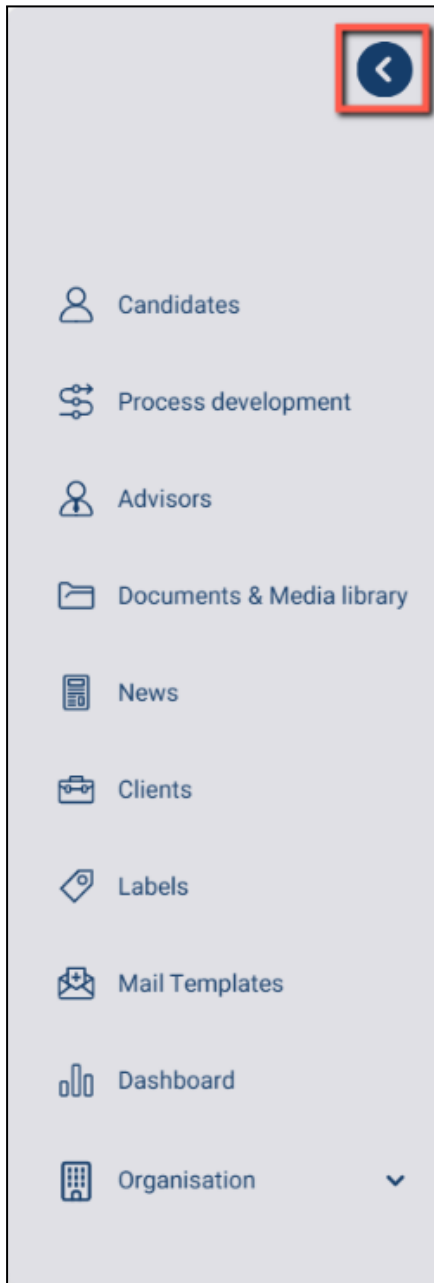 Candidates
Process development
Advisors
Documents & Media library
News
Clients
Labels
Mail Templates
Dashboard
Organisation